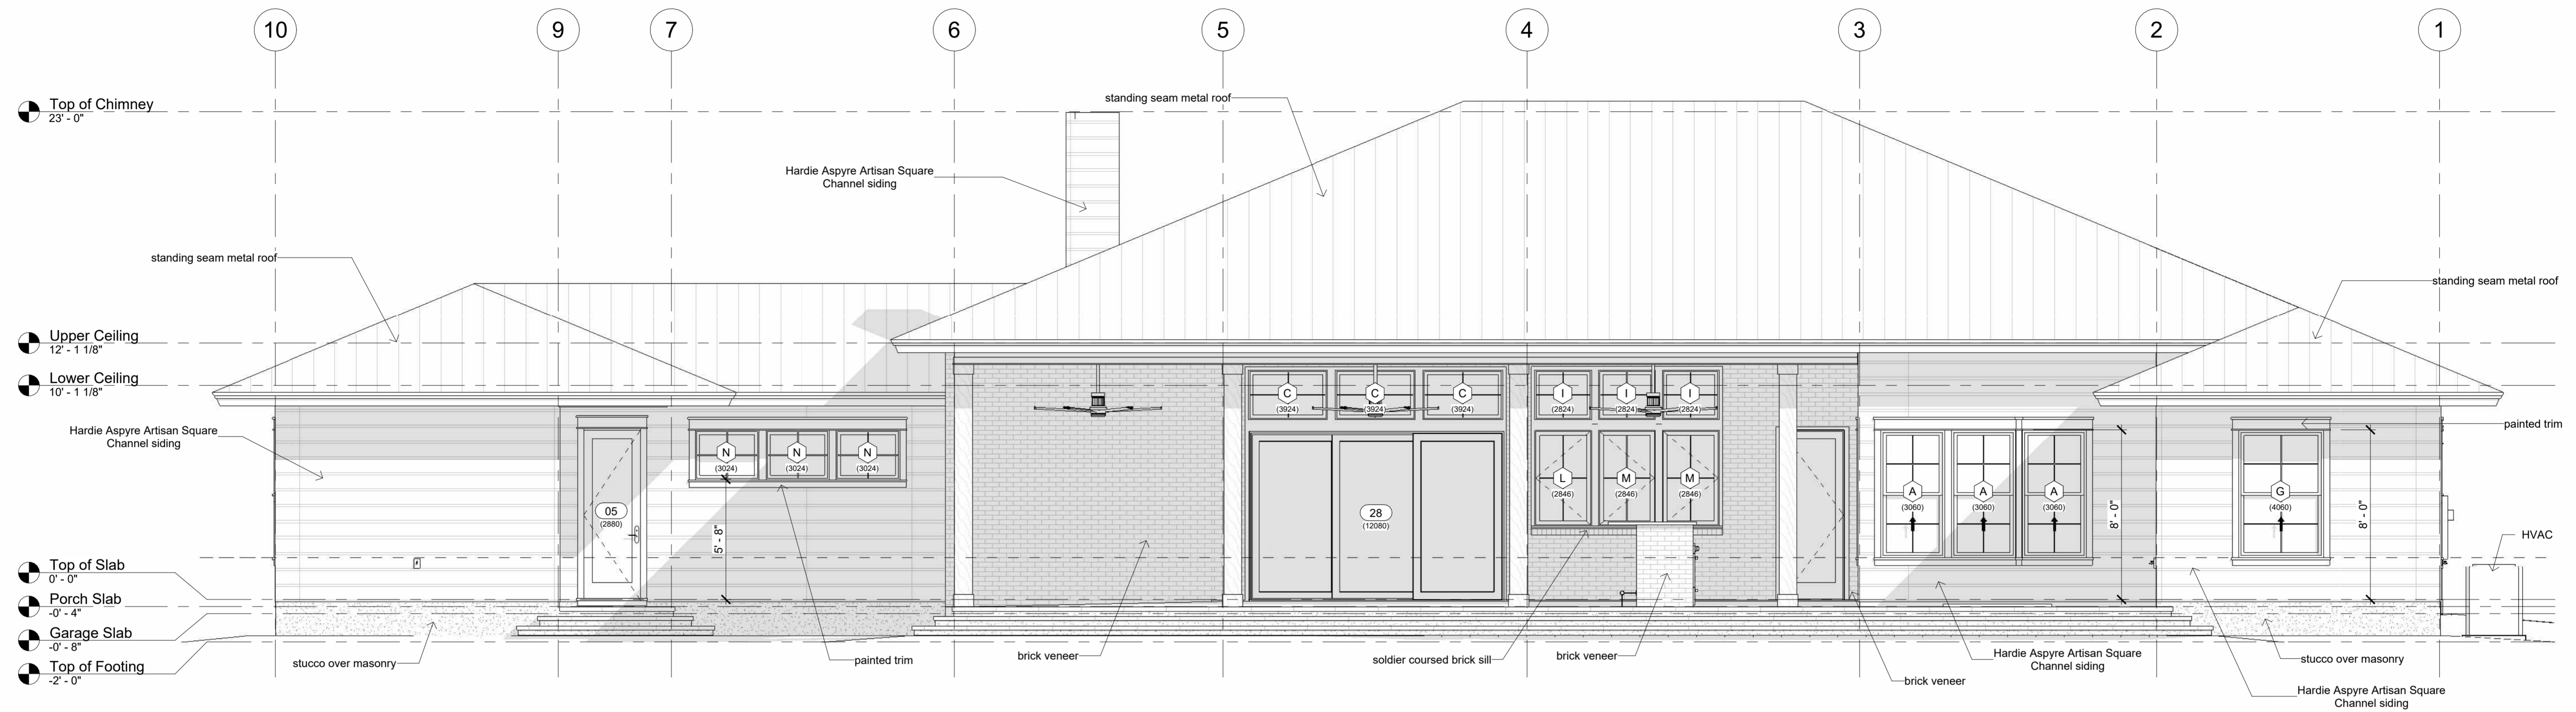 10
9
7
6
5
4
3
2
1
Top of Chimney
23' - 0"
standing seam metal roof
Hardie Aspyre Artisan Square
Channel siding
standing seam metal roof
standing seam metal roof
Upper Ceiling
12' - 1 1/8"
Lower Ceiling
10' - 1 1/8"
C
(3924)
C
(3924)
C
(3924)
I
(2824)
I
(2824)
I
(2824)
Hardie Aspyre Artisan Square
Channel siding
painted trim
N
(3024)
N
(3024)
N
(3024)
L
(2846)
M
(2846)
M
(2846)
A
(3060)
A
(3060)
A
(3060)
G
(4060)
05
(2880)
28
(12080)
5' - 8"
8' - 0"
8' - 0"
HVAC
Top of Slab
0' - 0"
Porch Slab
-0' - 4"
Garage Slab
-0' - 8"
Top of Footing
-2' - 0"
stucco over masonry
painted trim
brick veneer
soldier coursed brick sill
brick veneer
Hardie Aspyre Artisan Square
Channel siding
stucco over masonry
brick veneer
Hardie Aspyre Artisan Square
Channel siding